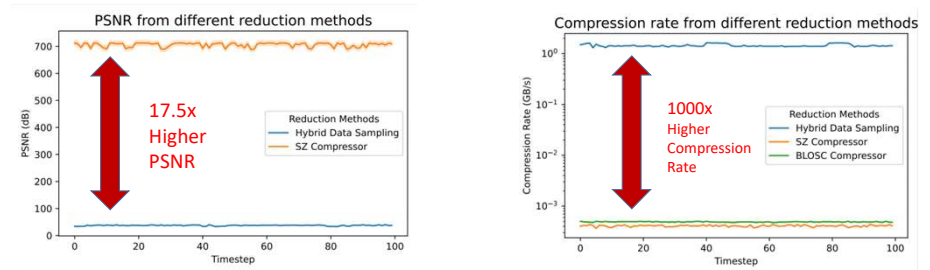 PSNR from different reduction methods
700
600
500
400
300
200
100
0
PSNR (dB)
17.5x
Higher
PSNR
Reduction Methods
Hybrid Data Sampling
SZ Compressor
0 20 40 60 80 100
Timestep
Compression rate from different reduction methods
10⁰
10⁻¹
10⁻²
10⁻³
Compression Rate (GB/s)
1000x
Higher
Compression
Rate
Reduction Methods
Hybrid Data Sampling
SZ Compressor
BLOSC Compressor
0 20 40 60 80 100
Timestep